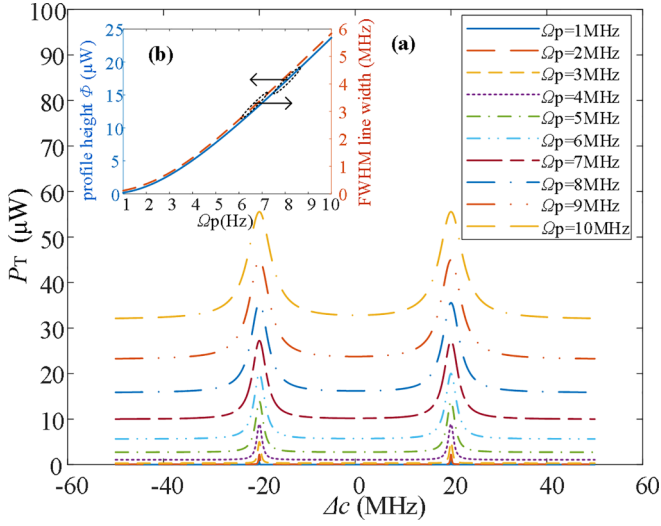 (a)
(b)
100
90
80
70
60
50
40
30
20
10
0
P_T (μW)
-60
-40
-20
0
20
40
60
Δc (MHz)
25
20
15
10
5
0
profile height Φ (μW)
1
2
3
4
5
6
7
8
9
10
Ωp(Hz)
6
5
4
3
2
1
0
FWHM line width (MHz)
Ωp=1MHz
Ωp=2MHz
Ωp=3MHz
Ωp=4MHz
Ωp=5MHz
Ωp=6MHz
Ωp=7MHz
Ωp=8MHz
Ωp=9MHz
Ωp=10MHz